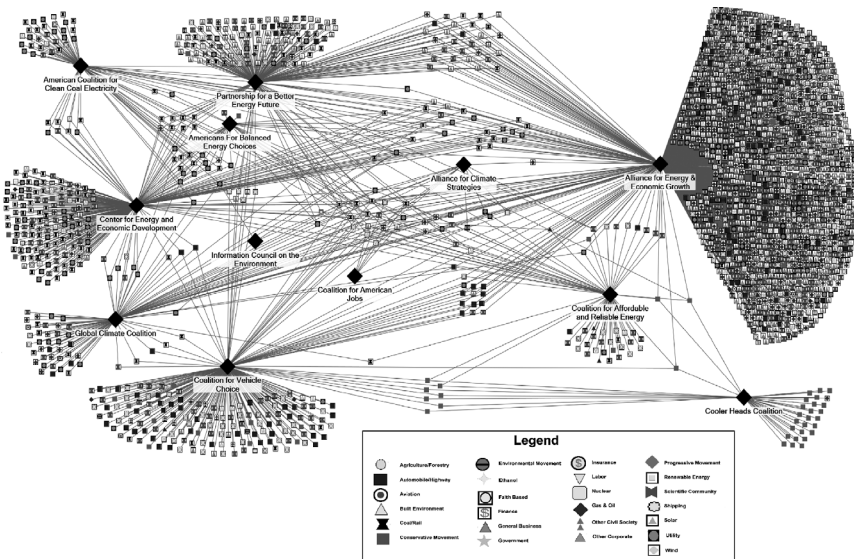 American Coalition for
Clean Coal Electricity
Partnership for a Better
Energy Future
Americans For Balanced
Energy Choices
Alliance for Climate
Strategies
Alliance for Energy &
Economic Growth
Center for Energy and
Economic Development
Information Council on the
Environment
Coalition for American
Jobs
Coalition for Affordable
and Reliable Energy
Global Climate Coalition
Coalition for Vehicle
Choice
Cooler Heads Coalition
Legend
Agriculture/Forestry
Automobile/Highway
Aviation
Built Environment
Coal/Rail
Conservative Movement
Environmental Movement
Ethanol
Faith Based
Finance
General Business
Government
Insurance
Labor
Nuclear
Gas & Oil
Other Civil Society
Other Corporate
Progressive Movement
Renewable Energy
Scientific Community
Shipping
Solar
Utility
Wind